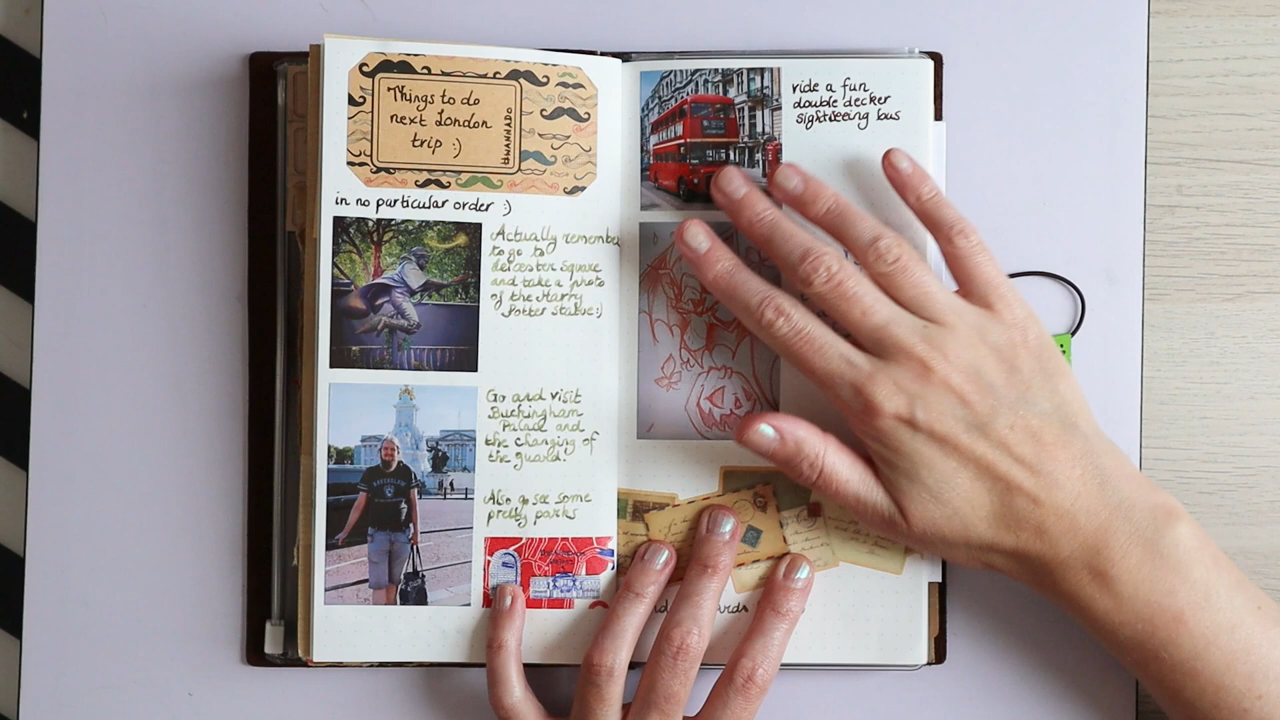 Things to do
next London
trip :)
#WANNADO
in no particular order :)
Actually remember
to go to
Leicester Square
and take a photo
of the Harry
Potter statue :)
Go and visit
Buckingham
Palace and
the changing of
the guard.
Also go see some
pretty parks
ride a fun
double decker
sightseeing bus